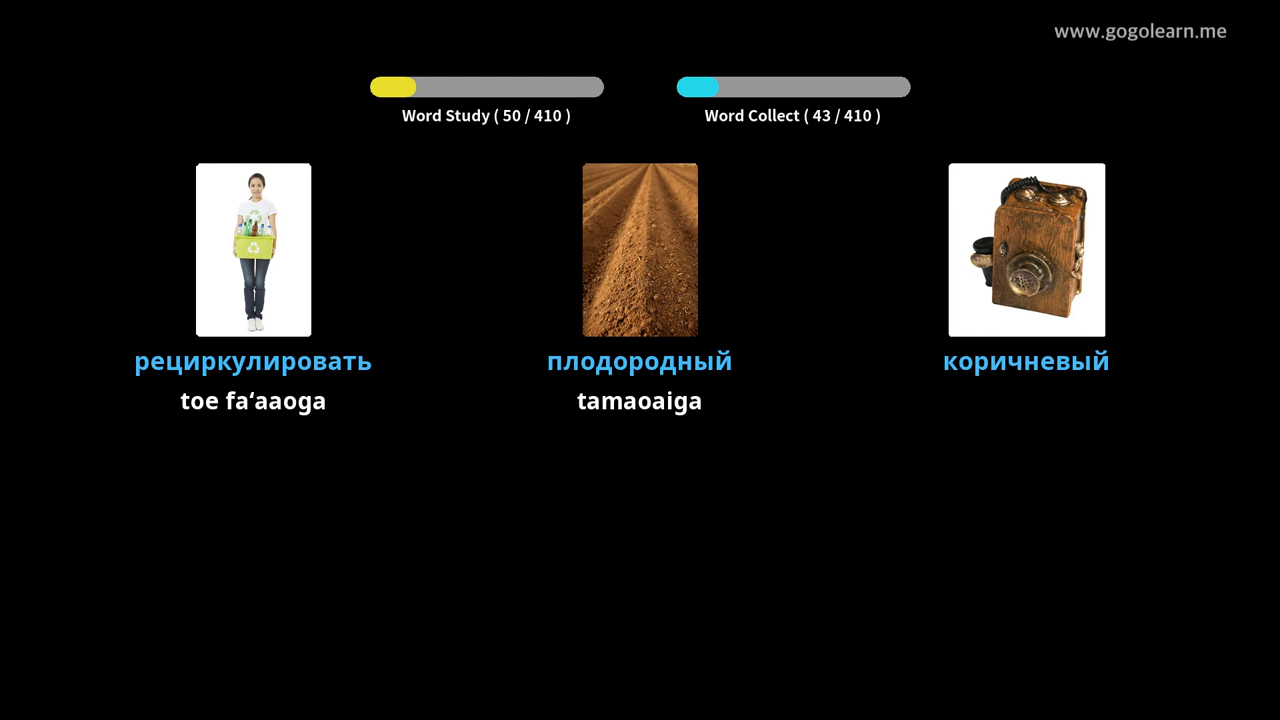 www.gogolearn.me
Word Study ( 50 / 410 )
Word Collect ( 43 / 410 )
рециркулировать
toe fa‘aaoga
плодородный
tamaoaiga
коричневый